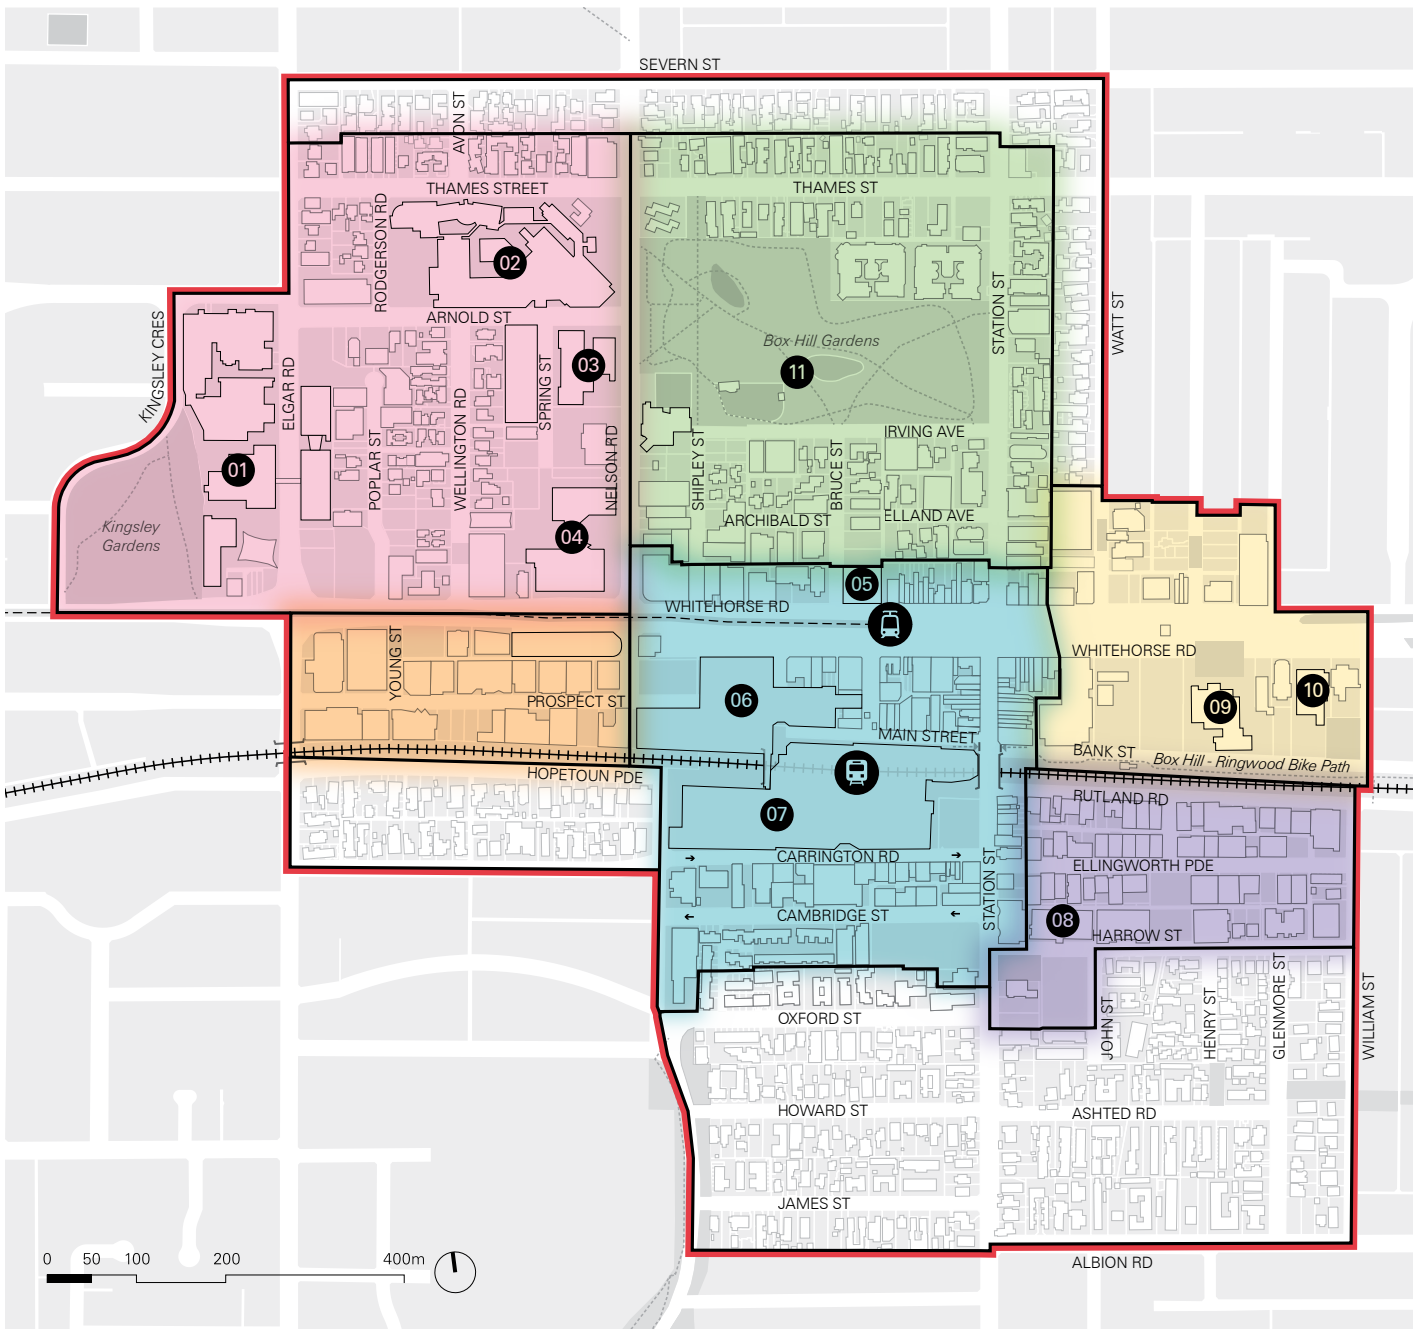 SEVERN ST
AVON ST
THAMES STREET
THAMES ST
RODGERSON RD
02
ARNOLD ST
STATION ST
WATT ST
KINGSLEY CRES
ELGAR RD
Box Hill Gardens
11
03
SPRING ST
POPLAR ST
WELLINGTON RD
NELSON RD
SHIPLEY ST
BRUCE ST
IRVING AVE
01
ARCHIBALD ST
ELLAND AVE
Kingsley
Gardens
04
05
WHITEHORSE RD
WHITEHORSE RD
YOUNG ST
PROSPECT ST
06
09
10
MAIN STREET
BANK ST
Box Hill - Ringwood Bike Path
HOPETOUN PDE
07
RUTLAND RD
CARRINGTON RD
ELLINGWORTH PDE
STATION ST
CAMBRIDGE ST
08
HARROW ST
OXFORD ST
JOHN ST
HENRY ST
GLENMORE ST
WILLIAM ST
HOWARD ST
ASHTED RD
JAMES ST
0 50 100 200 400m
ALBION RD